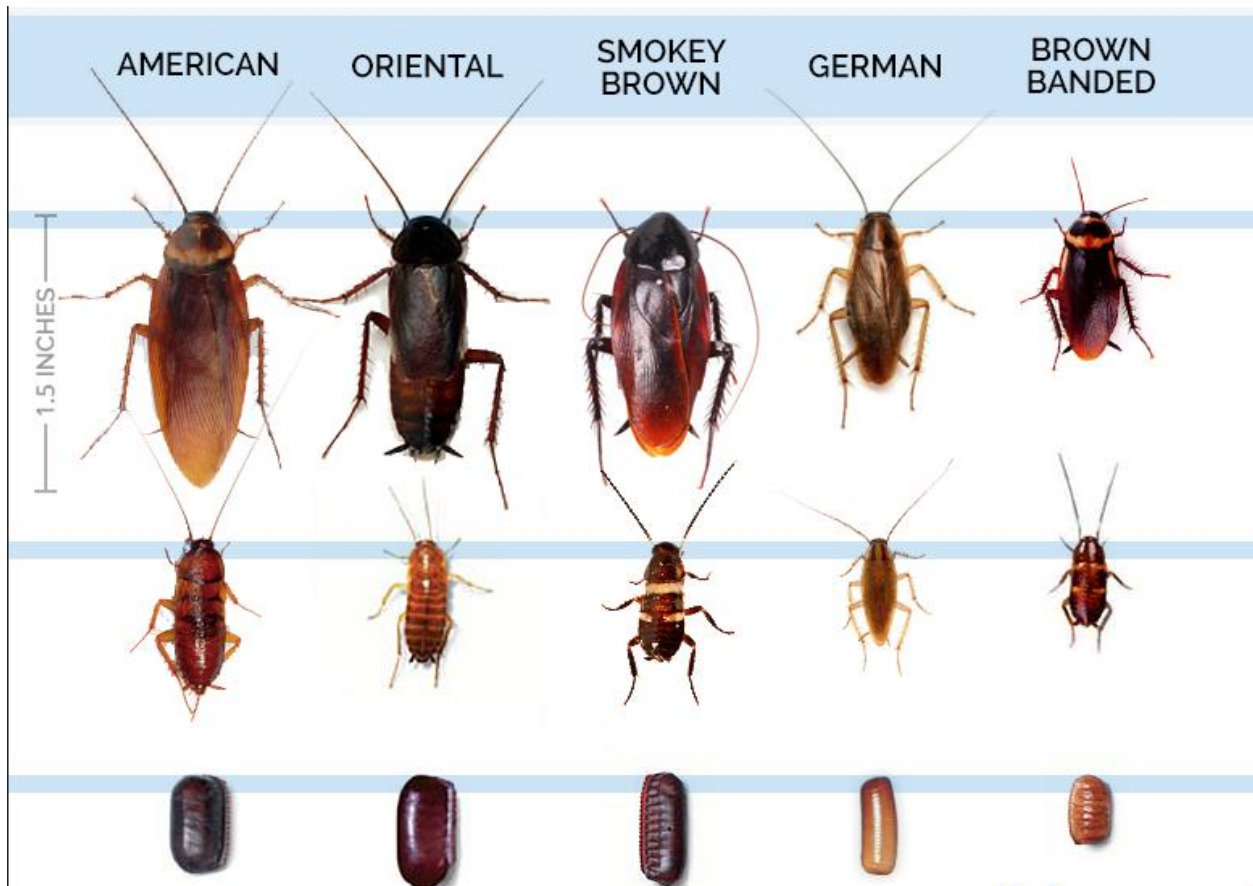 AMERICAN
ORIENTAL
SMOKEY
BROWN
GERMAN
BROWN
BANDED
1.5 INCHES